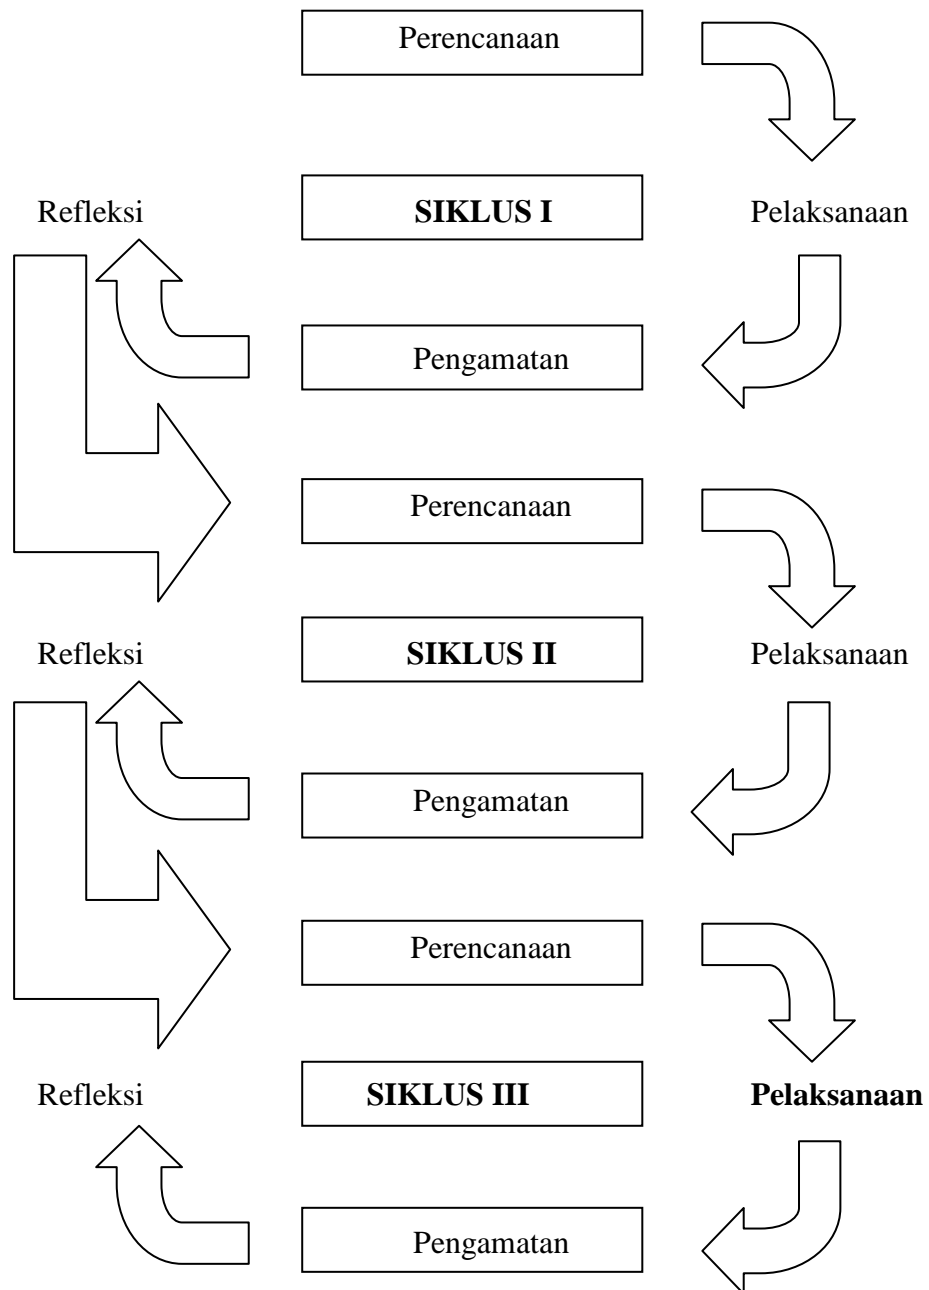 Perencanaan
Refleksi SIKLUS I Pelaksanaan
Pengamatan
Perencanaan
Refleksi SIKLUS II Pelaksanaan
Pengamatan
Perencanaan
Refleksi SIKLUS III Pelaksanaan
Pengamatan